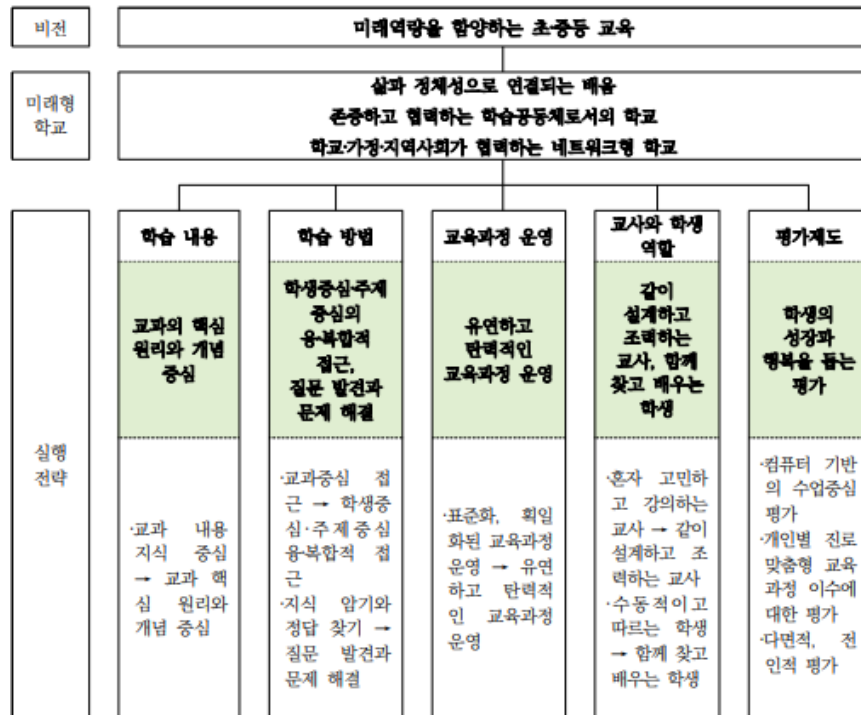 비전
미래역량을 함양하는 초·중등 교육
미래형
학교
삶과 정체성으로 연결되는 배움
존중하고 협력하는 학습공동체로서의 학교
학교·가정·지역사회가 협력하는 네트워크형 학교
실행
전략
학습 내용
교과의 핵심
원리와 개념
중심
·교과 내용
지식 중심
→ 교과 핵
심 원리와
개념 중심
학습 방법
학생중심·주제
중심의
융·복합적
접근,
질문 발견과
문제 해결
·교과중심 접
근 → 학생중
심·주제중심
융·복합적 접
근
·지식 암기와
정답 찾기 →
질문 발견과
문제 해결
교육과정 운영
유연하고
탄력적인
교육과정 운영
·표준화, 획일
화된 교육과정
운영 → 유연
하고 탄력적
인 교육과정
운영
교사와 학생
역할
같이
설계하고
조력하는
교사, 함께
찾고 배우는
학생
·혼자 고민하
고 강의하는
교사 → 같이
설계하고 조
력하는 교사
·수동적이고
따르는 학생
→ 함께 찾고
배우는 학생
평가제도
학생의
성장과
행복을 돕는
평가
·컴퓨터 기반
의 수업중심
평가
·개인별 진로
맞춤형 교육
과정 이수에
대한 평가
·다면적, 전
인적 평가